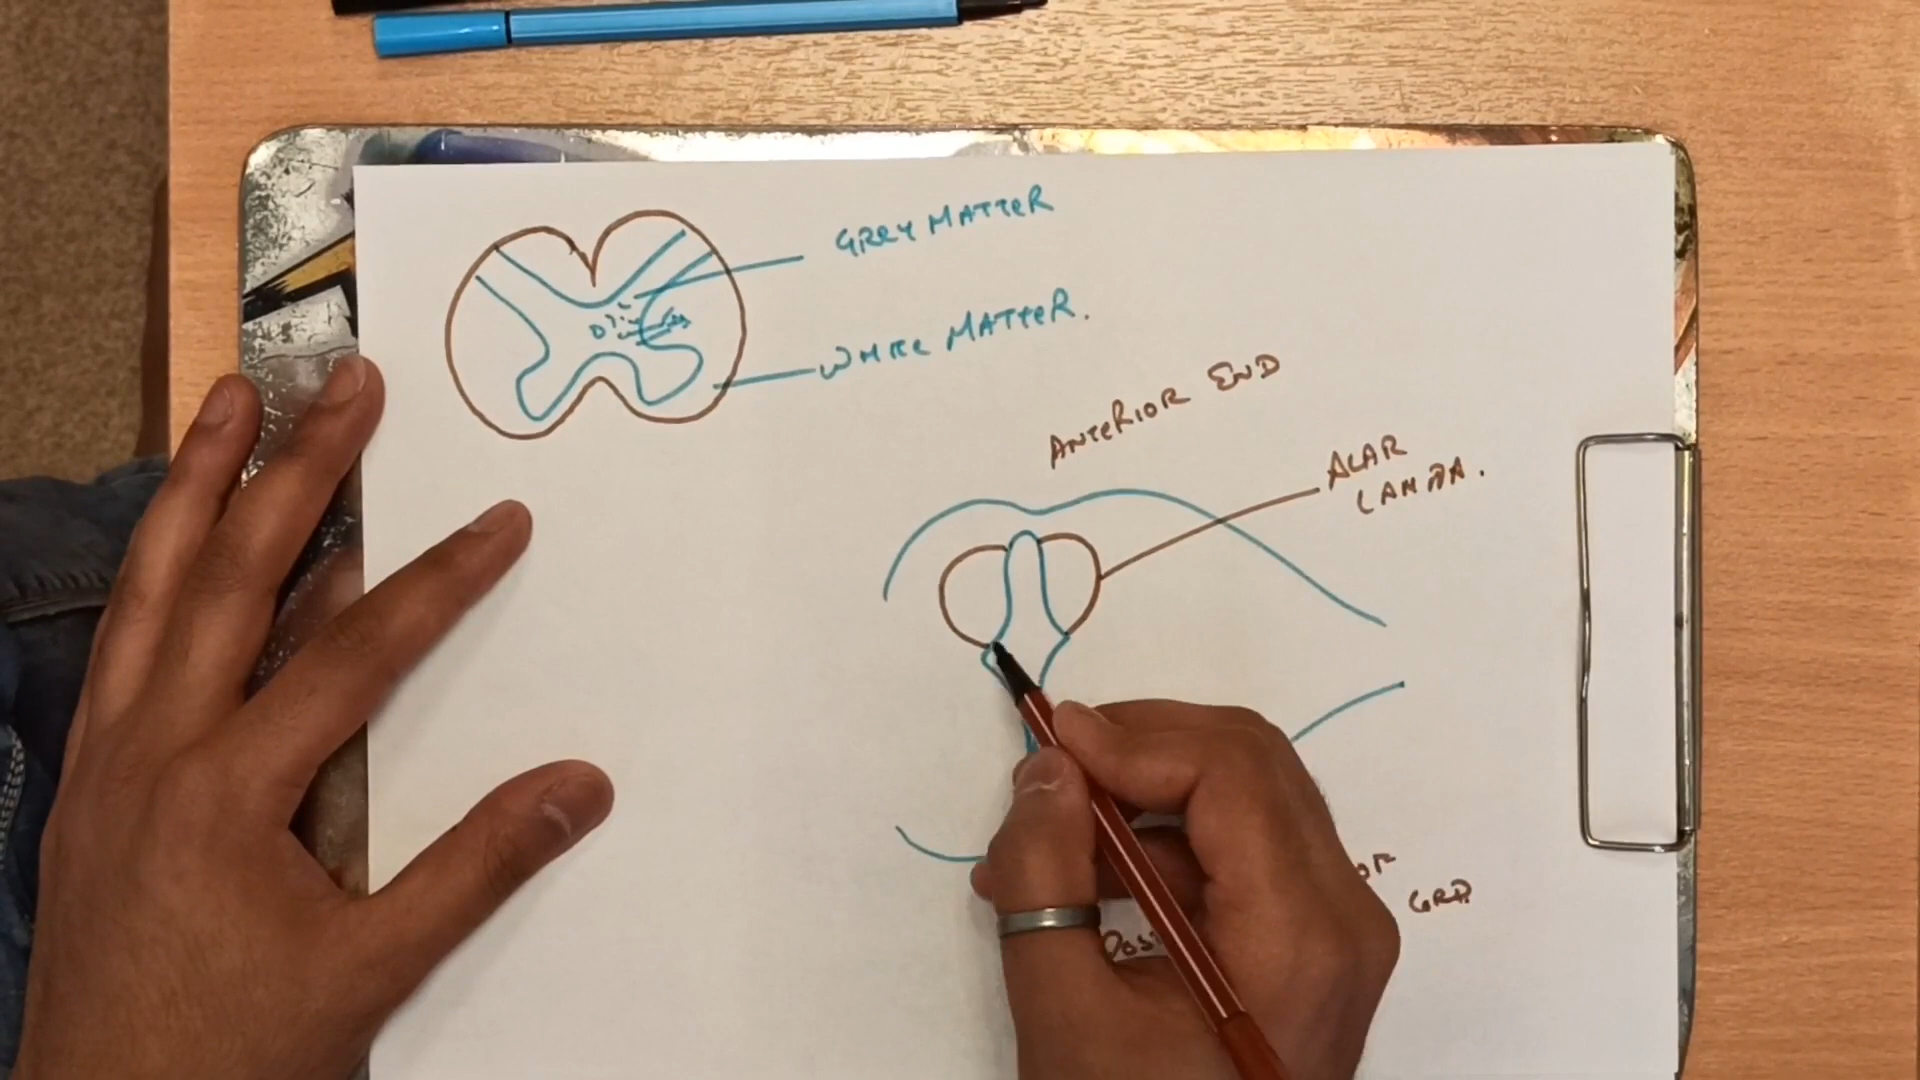 GREY MATTER
WHITE MATTER.
ANTERIOR END
ALAR
LAMINA.